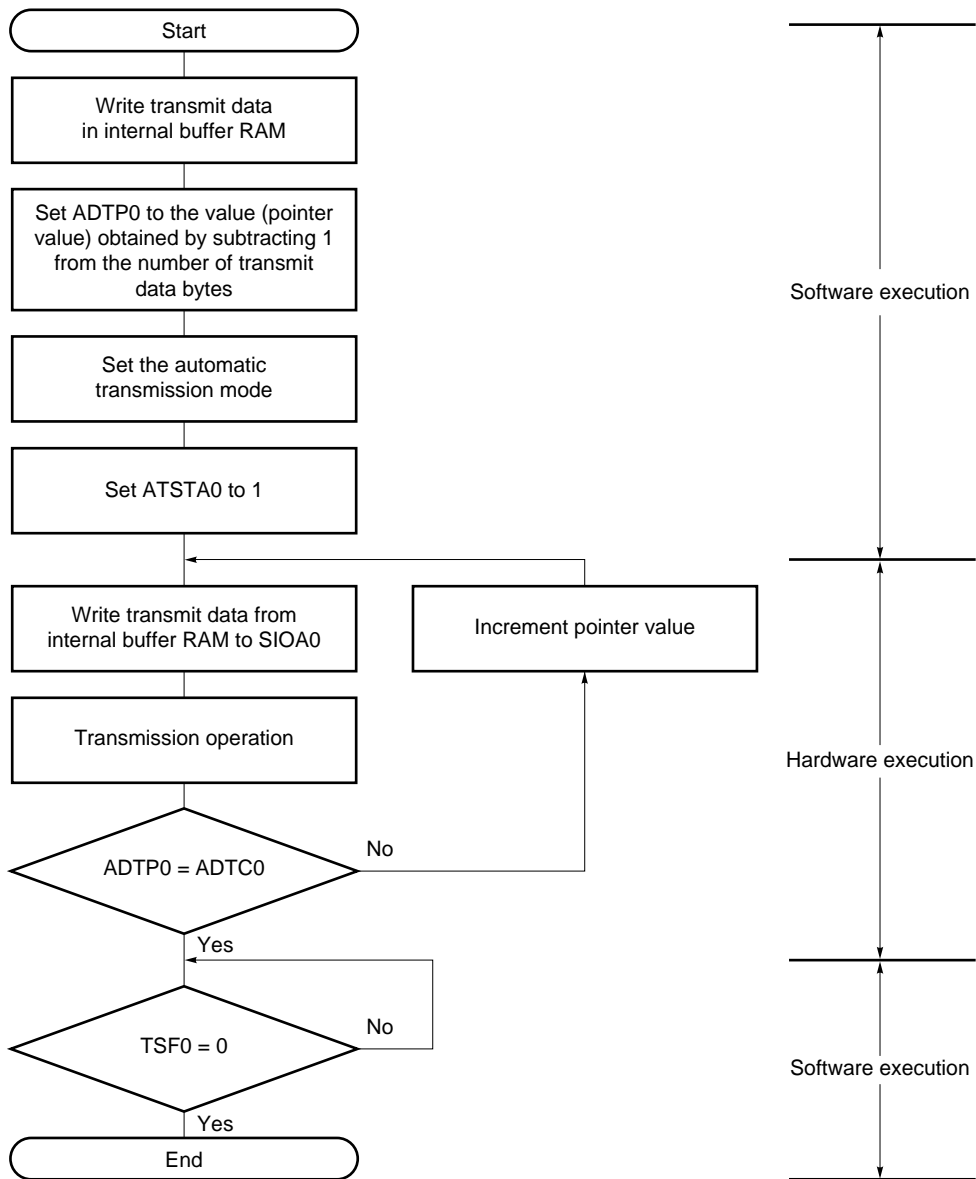 Start
Write transmit data
in internal buffer RAM
Set ADTP0 to the value (pointer
value) obtained by subtracting 1
from the number of transmit
data bytes
Software execution
Set the automatic
transmission mode
Set ATSTA0 to 1
Write transmit data from
internal buffer RAM to SIOA0
Increment pointer value
Transmission operation
Hardware execution
ADTP0 = ADTC0
No
Yes
TSF0 = 0
No
Software execution
Yes
End